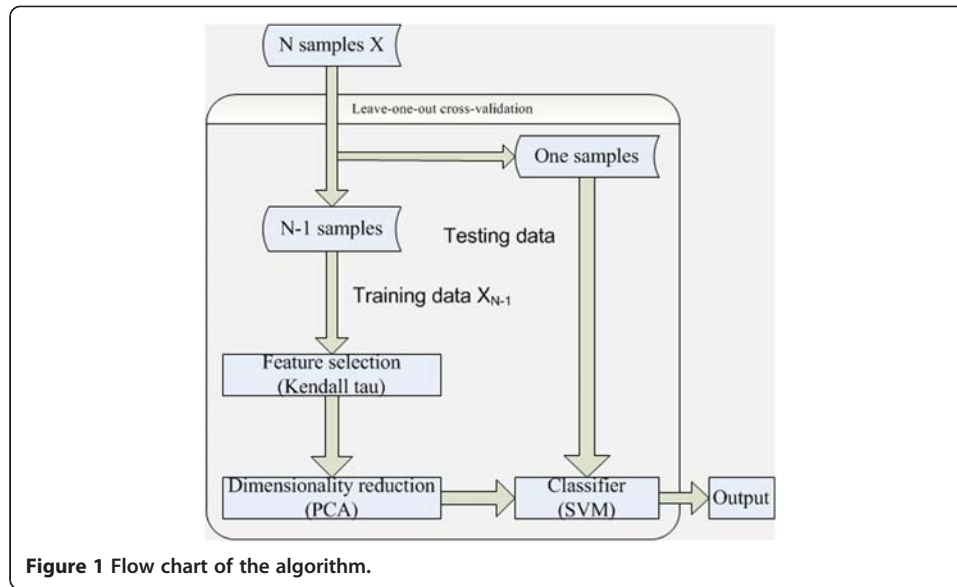 N samples X
Leave-one-out cross-validation
One samples
N-1 samples
Testing data
Training data X_{N-1}
Feature selection
(Kendall tau)
Dimensionality reduction
(PCA)
Classifier
(SVM)
Output
Figure 1 Flow chart of the algorithm.